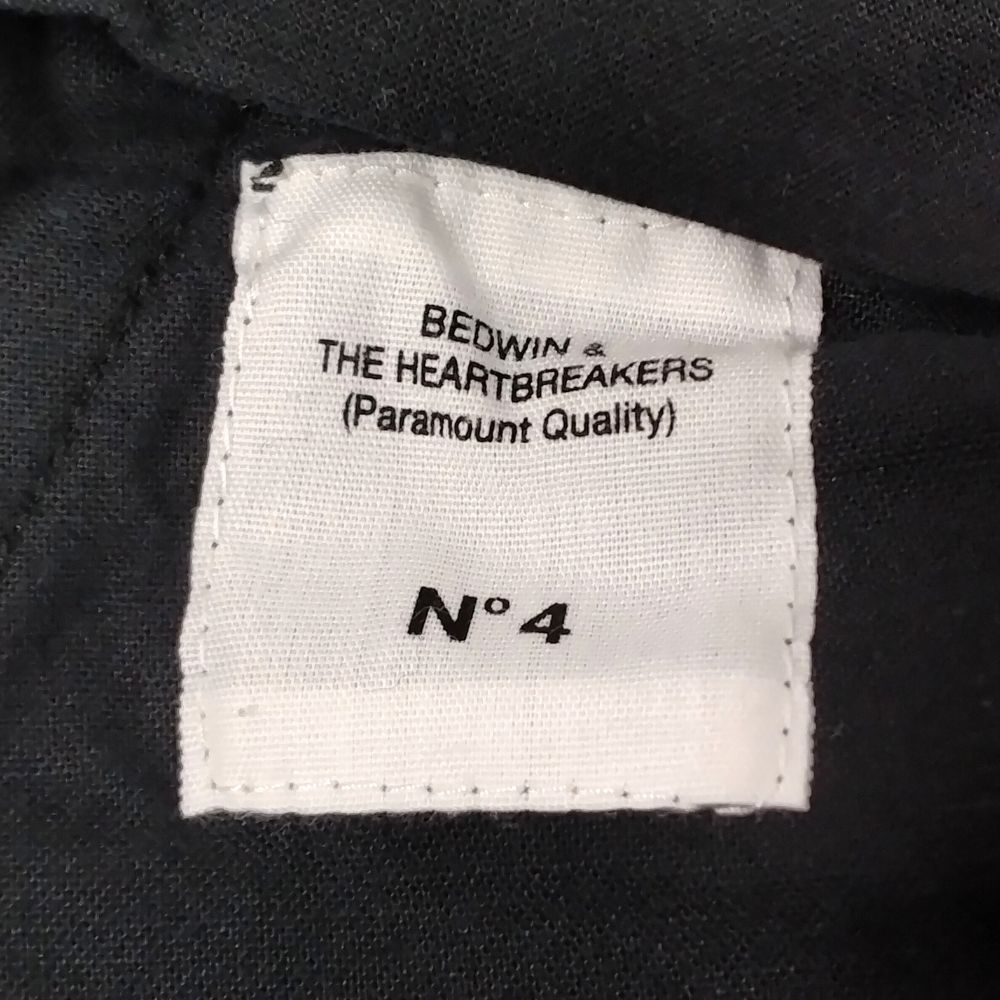 BEDWIN &
THE HEARTBREAKERS
(Paramount Quality)
N° 4